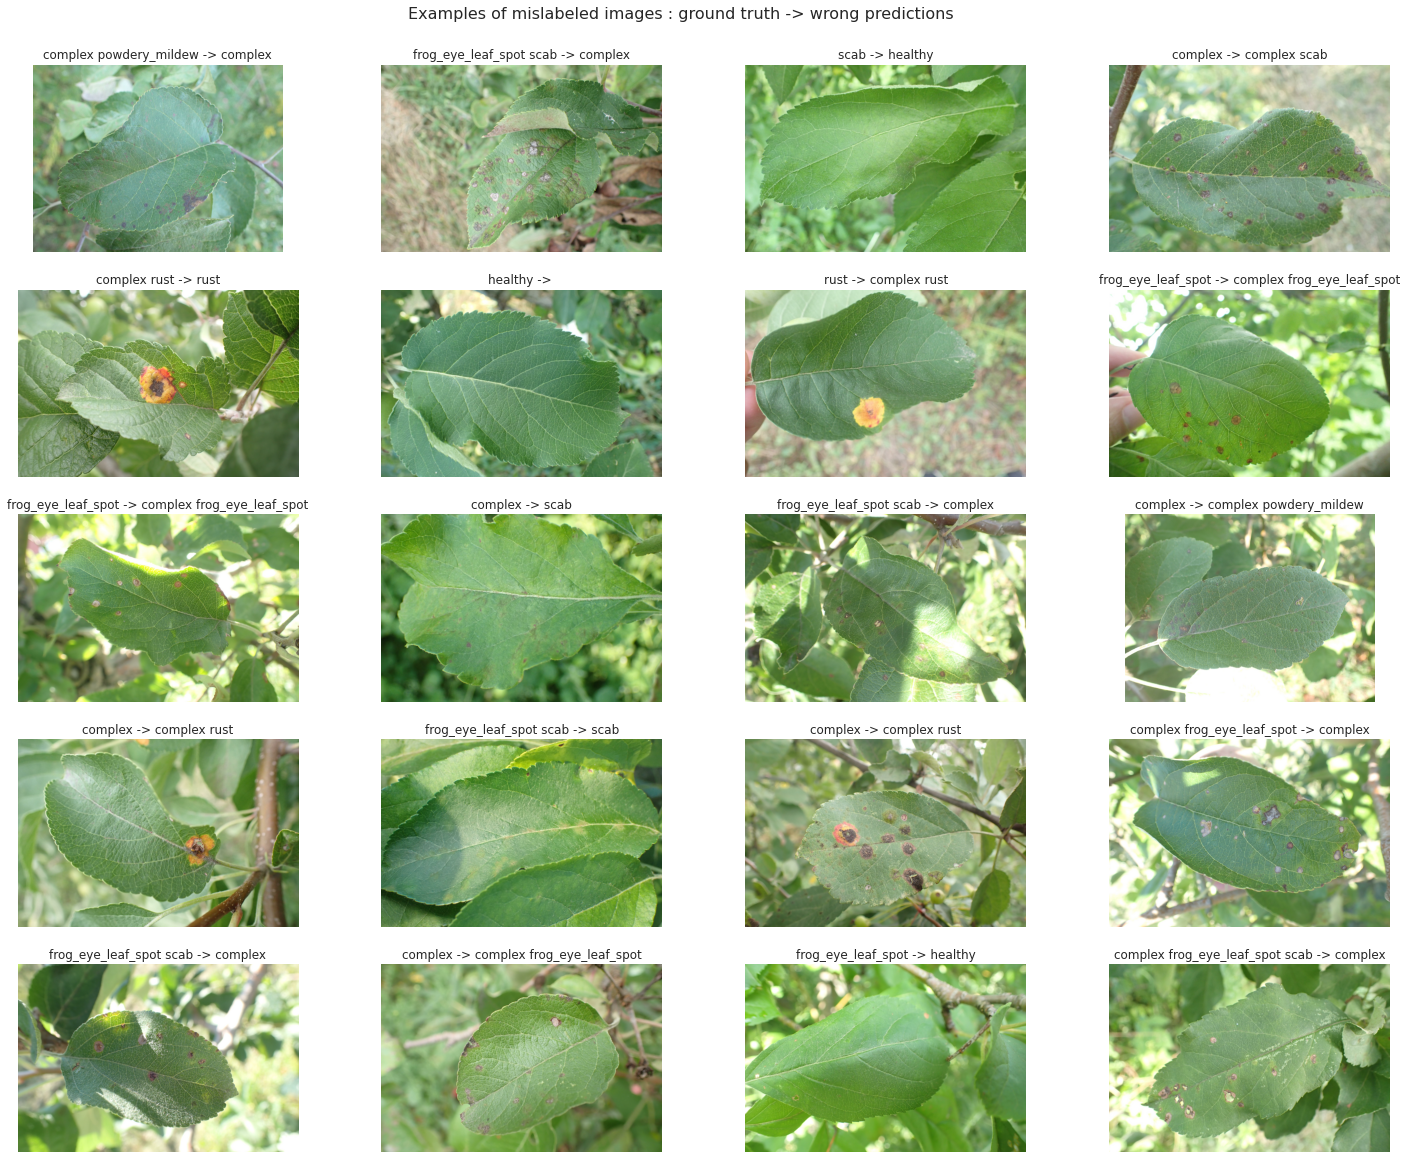 Examples of mislabeled images : ground truth -> wrong predictions
complex powdery_mildew -> complex
frog_eye_leaf_spot scab -> complex
scab -> healthy
complex -> complex scab
complex rust -> rust
healthy ->
rust -> complex rust
frog_eye_leaf_spot -> complex frog_eye_leaf_spot
frog_eye_leaf_spot -> complex frog_eye_leaf_spot
complex -> scab
frog_eye_leaf_spot scab -> complex
complex -> complex powdery_mildew
complex -> complex rust
frog_eye_leaf_spot scab -> scab
complex -> complex rust
complex frog_eye_leaf_spot -> complex
frog_eye_leaf_spot scab -> complex
complex -> complex frog_eye_leaf_spot
frog_eye_leaf_spot -> healthy
complex frog_eye_leaf_spot scab -> complex